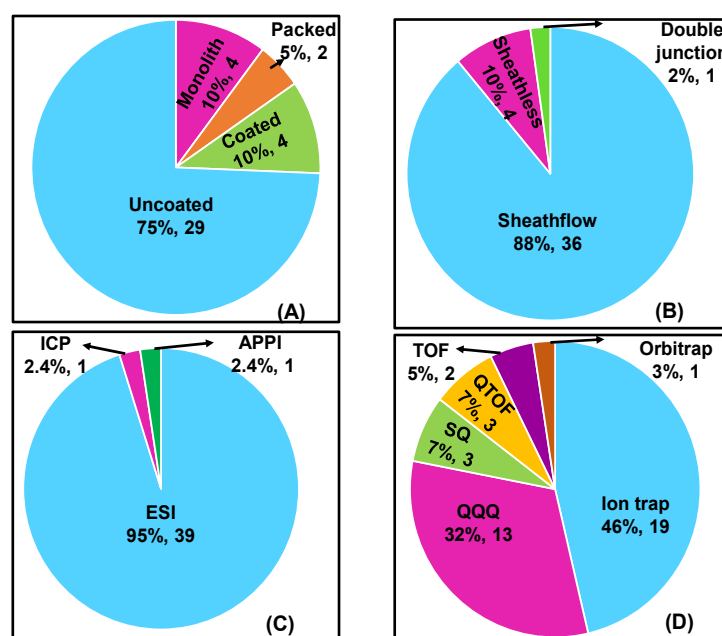 Packed
5%, 2
Monolith
10%, 4
Coated
10%, 4
Uncoated
75%, 29
(A)
Double
junction
2%, 1
Sheathless
10%, 4
Sheathflow
88%, 36
(B)
ICP
2.4%, 1
APPI
2.4%, 1
ESI
95%, 39
(C)
TOF
5%, 2
Orbitrap
3%, 1
QTOF
7%, 3
SQ
7%, 3
QQQ
32%, 13
Ion trap
46%, 19
(D)